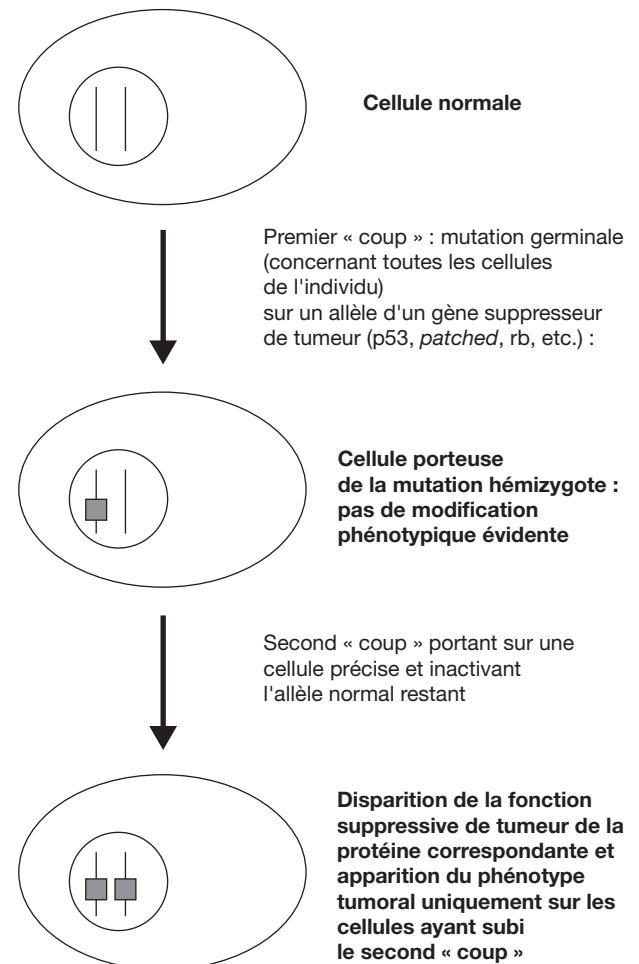 Cellule normale
Premier « coup » : mutation germinale
(concernant toutes les cellules
de l'individu)
sur un allèle d'un gène suppresseur
de tumeur (p53, patched, rb, etc.) :
Cellule porteuse
de la mutation hémizygote :
pas de modification
phénotypique évidente
Second « coup » portant sur une
cellule précise et inactivant
l'allèle normal restant
Disparition de la fonction
suppressive de tumeur de la
protéine correspondante et
apparition du phénotype
tumoral uniquement sur les
cellules ayant subi
le second « coup »